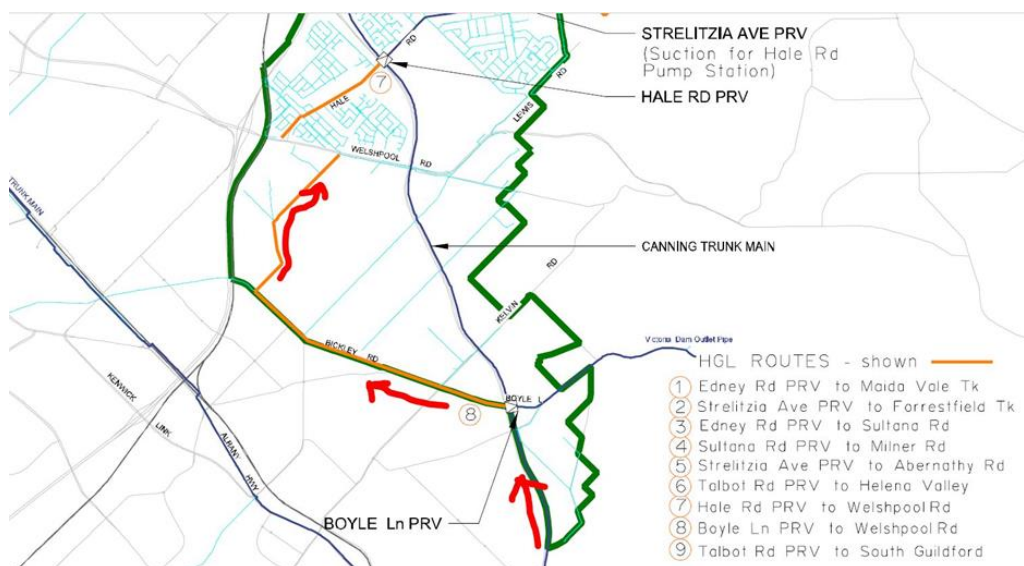 STRELITZIA AVE PRV
(Suction for Hale Rd
Pump Station)
RD
HALE RD PRV
7
HALE
LEWIS
RD
WELSHPOOL
RD
TRUNK MAIN
CANNING TRUNK MAIN
RD
KELVIN
BICKLEY RD
Victoria Dam Outlet Pipe
HGL ROUTES - shown
KENWICK
LINK
ALBANY
HWY
8
BOYLE L
BOYLE Ln PRV
1 Edney Rd PRV to Maida Vale Tk
2 Strelitzia Ave PRV to Forrestfield Tk
3 Edney Rd PRV to Sultana Rd
4 Sultana Rd PRV to Milner Rd
5 Strelitzia Ave PRV to Abernathy Rd
6 Talbot Rd PRV to Helena Valley
7 Hale Rd PRV to Welshpool Rd
8 Boyle Ln PRV to Welshpool Rd
9 Talbot Rd PRV to South Guildford